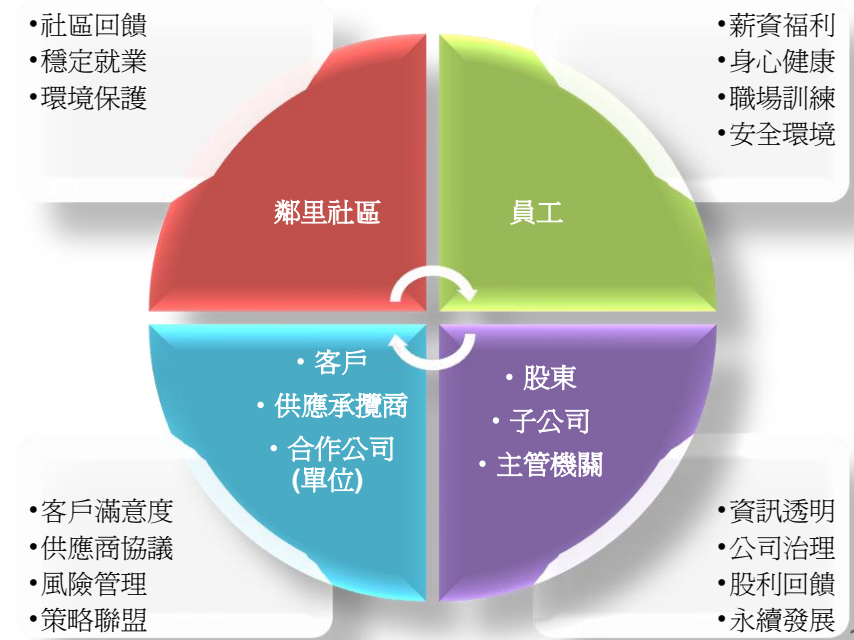 •社區回饋
•穩定就業
•環境保護
•薪資福利
•身心健康
•職場訓練
•安全環境
鄰里社區
員工
・客戶
・供應承攬商
・合作公司
(單位)
・股東
・子公司
・主管機關
•客戶滿意度
•供應商協議
•風險管理
•策略聯盟
•資訊透明
•公司治理
•股利回饋
•永續發展